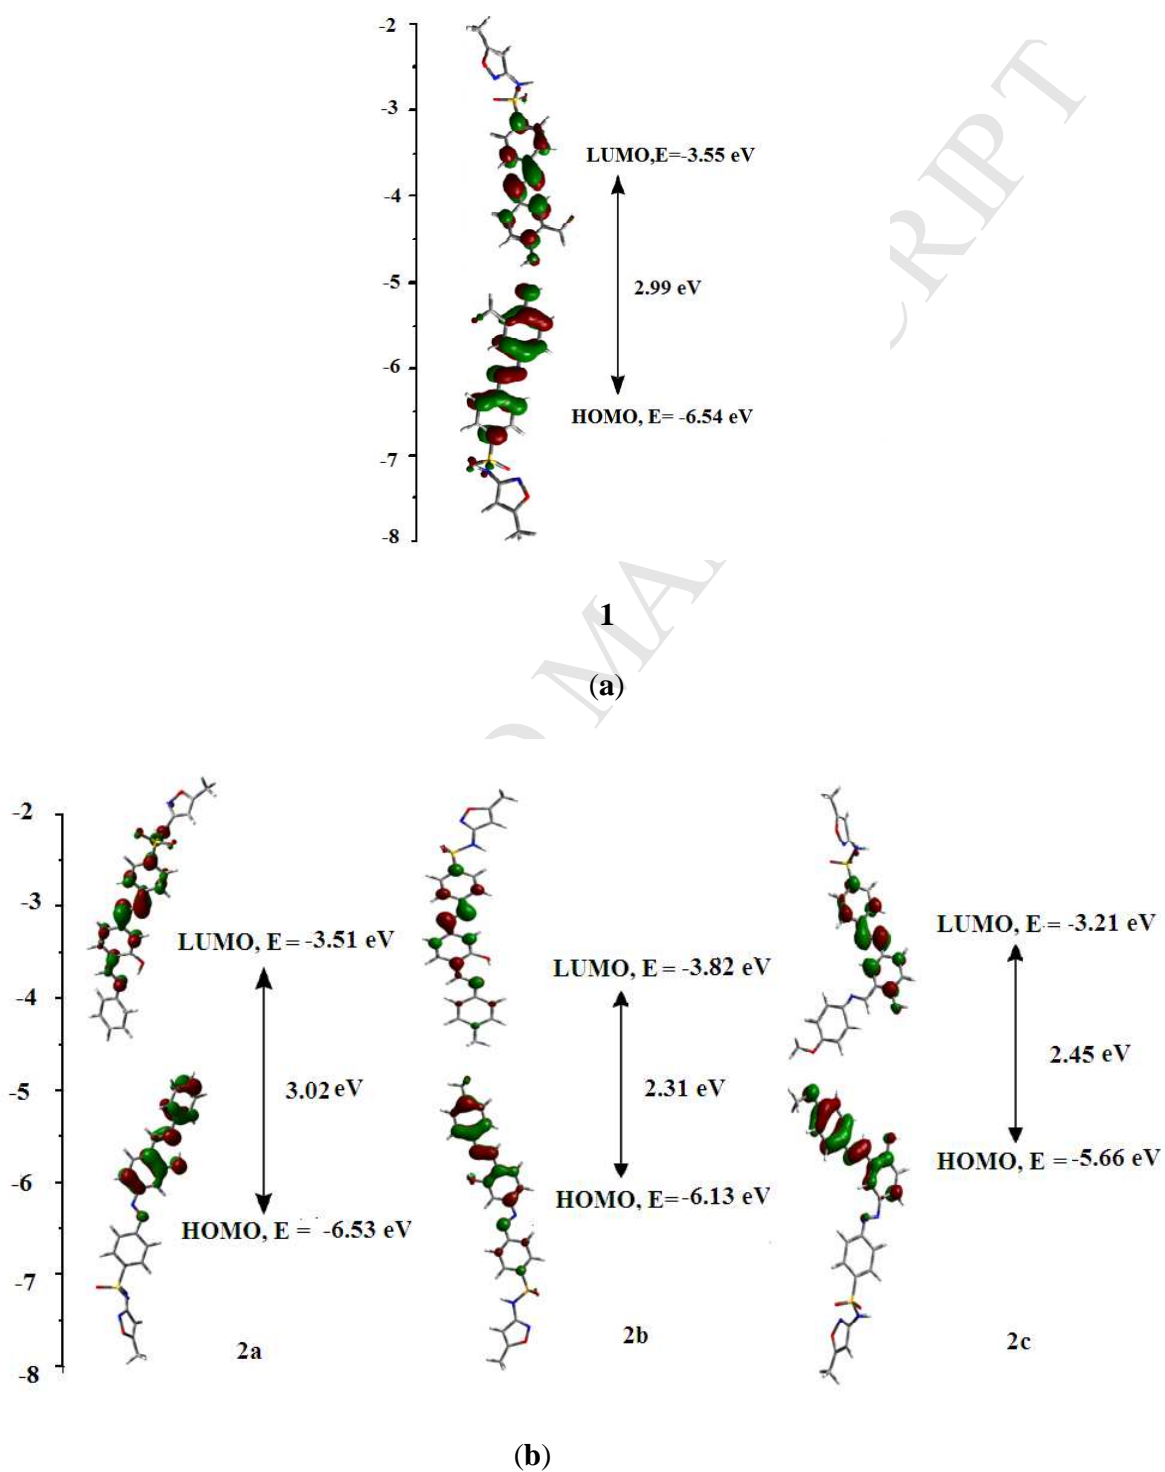 -2
-3
-4
-5
-6
-7
-8
LUMO,E=-3.55 eV
2.99 eV
HOMO, E= -6.54 eV
CRIPT
MA
1
(a)
-2
-3
-4
-5
-6
-7
-8
LUMO, E = -3.51 eV
3.02 eV
HOMO, E = -6.53 eV
2a
LUMO, E = -3.82 eV
2.31 eV
HOMO, E= -6.13 eV
2b
LUMO, E = -3.21 eV
2.45 eV
HOMO, E = -5.66 eV
2c
(b)